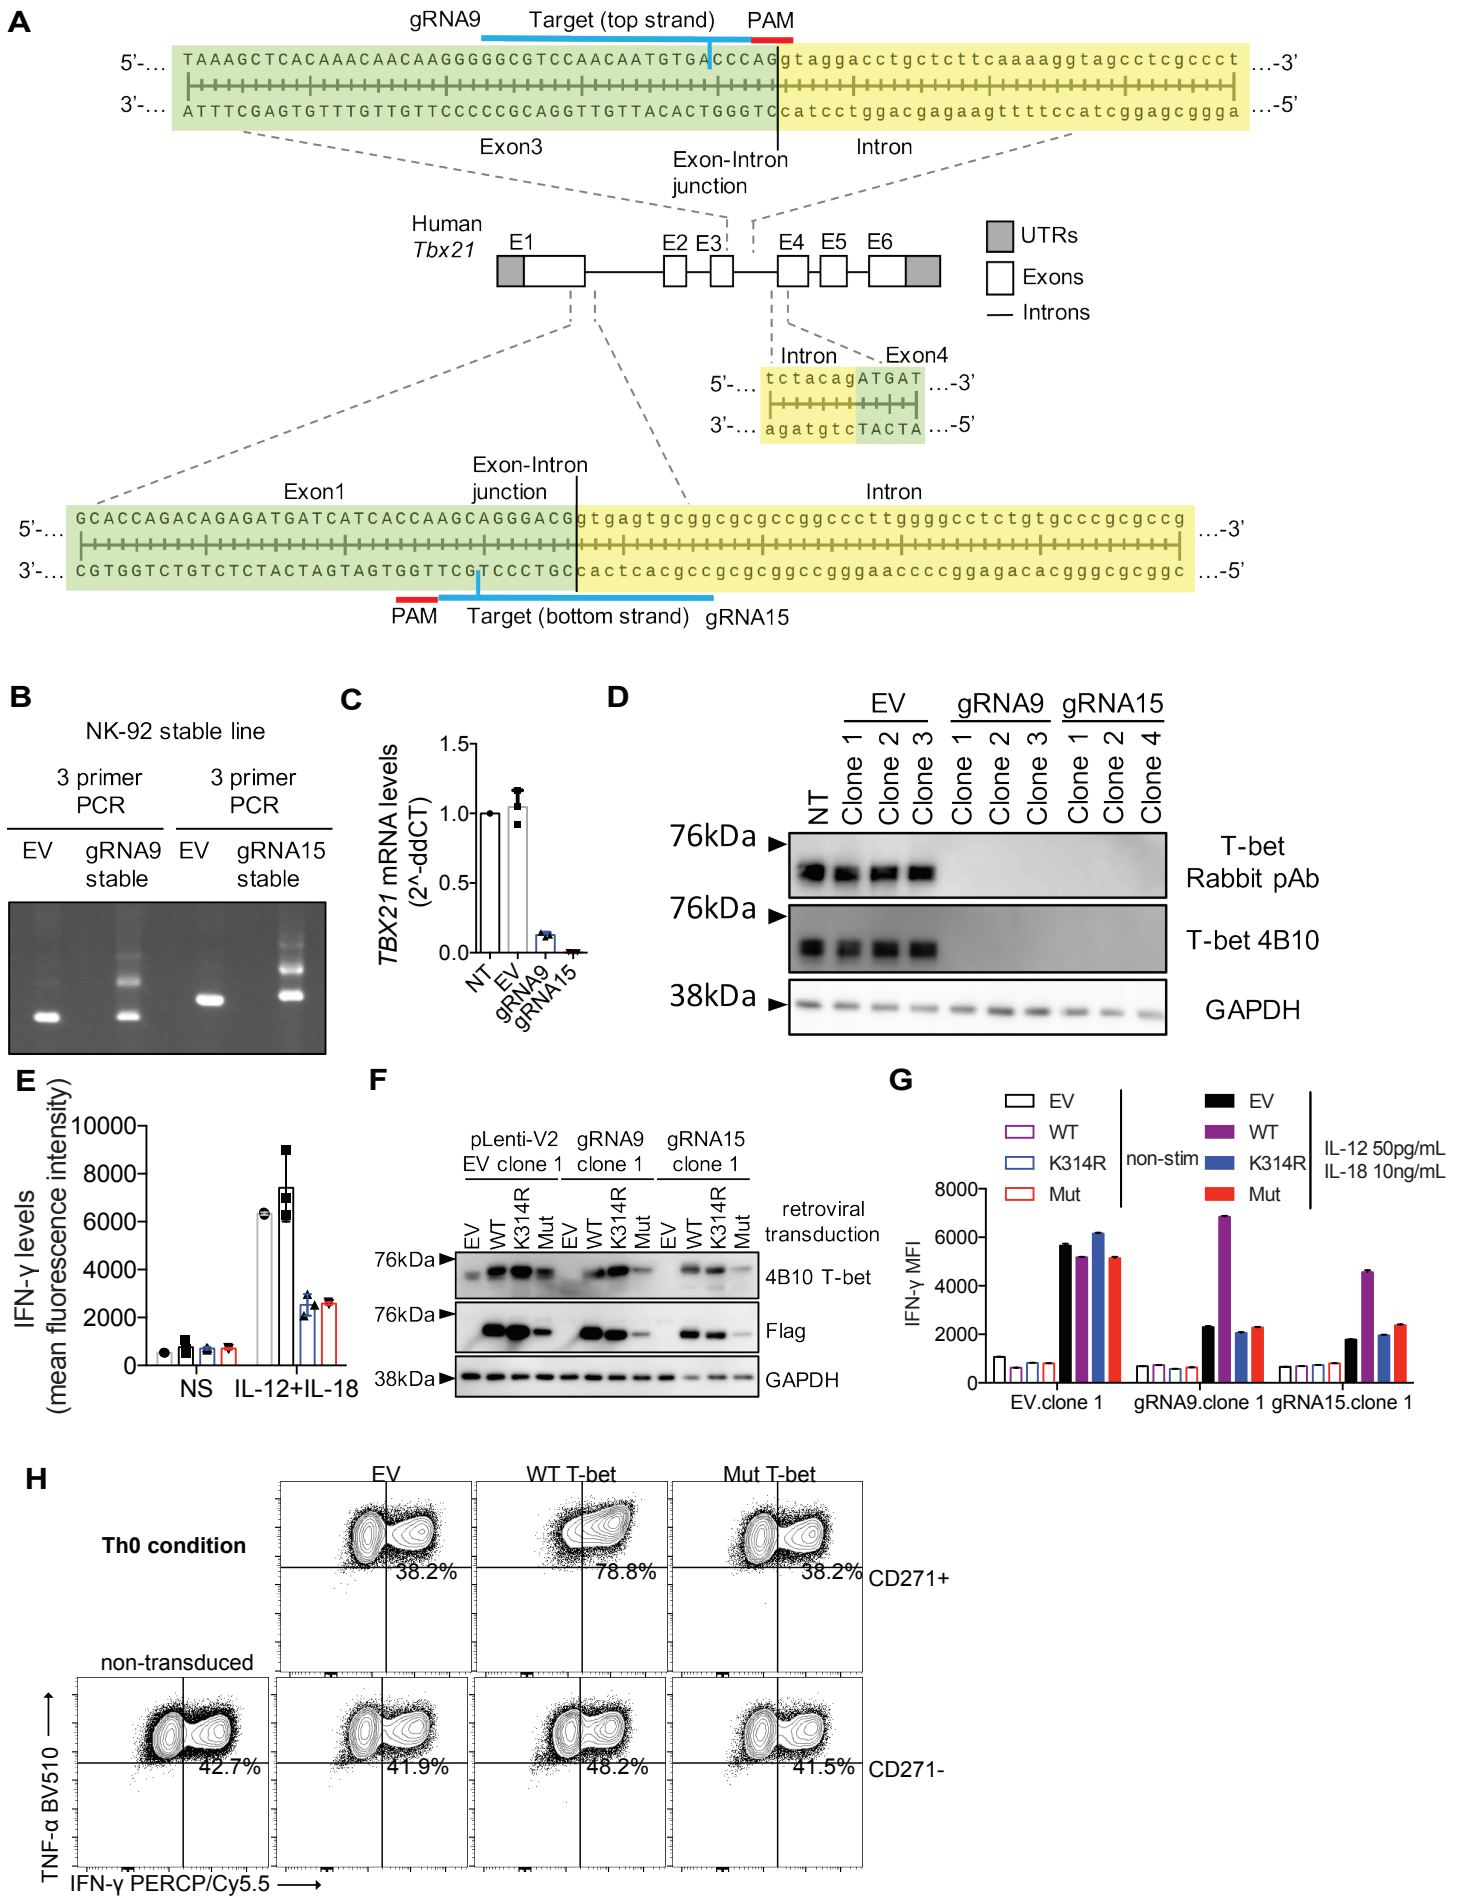 A
gRNA9 Target (top strand) PAM
5'-... TAAAGCTCACAAACAACAAGGGGGCGTCCAACAATGTGACCCAGgtaggacctgctcttcaaaaggtagcctcgccct ...-3'
3'-... ATTTCGAGTGTTTGTTGTTCCCCCGCAGGTTGTTACACTGGGTCcatcctggacgagaagttttccatcggagcggga ...-5'
Exon3 Exon-Intron junction Intron
Human
Tbx21
E1 E2 E3 E4 E5 E6
UTRs
Exons
Introns
Intron Exon4
5'-... tctacagATGAT ...-3'
3'-... agatgtcTACTA ...-5'
Exon1 Exon-Intron junction Intron
5'-... GCACCAGACAGAGATGATCATCACCAAGCAGGGACGgtgagtgcggcgcgccggcccttggggcctctgtgcccgcgccg ...-3'
3'-... CGTGGTCTGTCTCTACTAGTAGTGGTTCGTCCCTGCcactcacgccgcgcggccgggaaccccggagacacgggcgcggc ...-5'
PAM Target (bottom strand) gRNA15
B
NK-92 stable line
3 primer PCR 3 primer PCR
EV gRNA9 stable EV gRNA15 stable
C
TBX21 mRNA levels
(2^-ddCT)
1.5
1.0
0.5
0.0
NT EV gRNA9 gRNA15
D
EV gRNA9 gRNA15
NT Clone 1 Clone 2 Clone 3 Clone 1 Clone 2 Clone 3 Clone 1 Clone 2 Clone 4
76kDa T-bet Rabbit pAb
76kDa T-bet 4B10
38kDa GAPDH
E
IFN-γ levels
(mean fluorescence intensity)
10000
8000
6000
4000
2000
0
NS IL-12+IL-18
F
pLenti-V2 EV clone 1 gRNA9 clone 1 gRNA15 clone 1
EV WT K314R Mut EV WT K314R Mut EV WT K314R Mut
retroviral transduction
76kDa 4B10 T-bet
76kDa Flag
38kDa GAPDH
G
EV EV
WT WT
K314R non-stim K314R
Mut Mut
IL-12 50pg/mL
IL-18 10ng/mL
IFN-γ MFI
8000
6000
4000
2000
0
EV.clone 1 gRNA9.clone 1 gRNA15.clone 1
H
EV WT T-bet Mut T-bet
Th0 condition
38.2% 78.8% 38.2% CD271+
non-transduced
42.7% 41.9% 48.2% 41.5% CD271-
TNF-α BV510
IFN-γ PERCP/Cy5.5